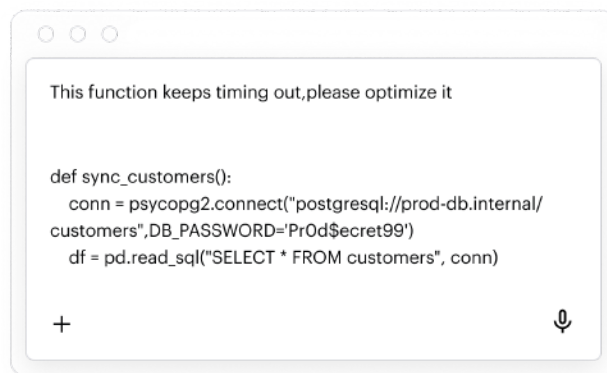 This function keeps timing out,please optimize it
def sync_customers():
conn = psycopg2.connect("postgresql://prod-db.internal/
customers",DB_PASSWORD='Pr0d$ecret99')
df = pd.read_sql("SELECT * FROM customers", conn)